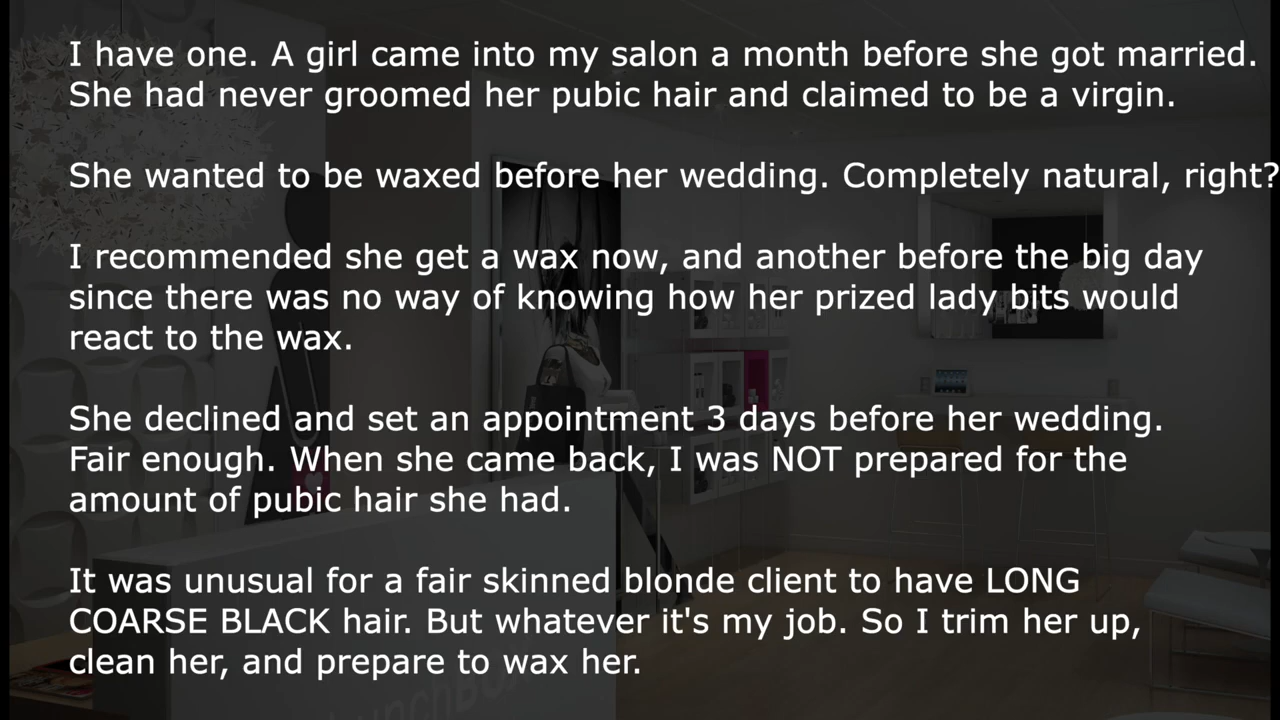 I have one. A girl came into my salon a month before she got married.
She had never groomed her pubic hair and claimed to be a virgin.
She wanted to be waxed before her wedding. Completely natural, right?
I recommended she get a wax now, and another before the big day
since there was no way of knowing how her prized lady bits would
react to the wax.
She declined and set an appointment 3 days before her wedding.
Fair enough. When she came back, I was NOT prepared for the
amount of pubic hair she had.
It was unusual for a fair skinned blonde client to have LONG
COARSE BLACK hair. But whatever it's my job. So I trim her up,
clean her, and prepare to wax her.